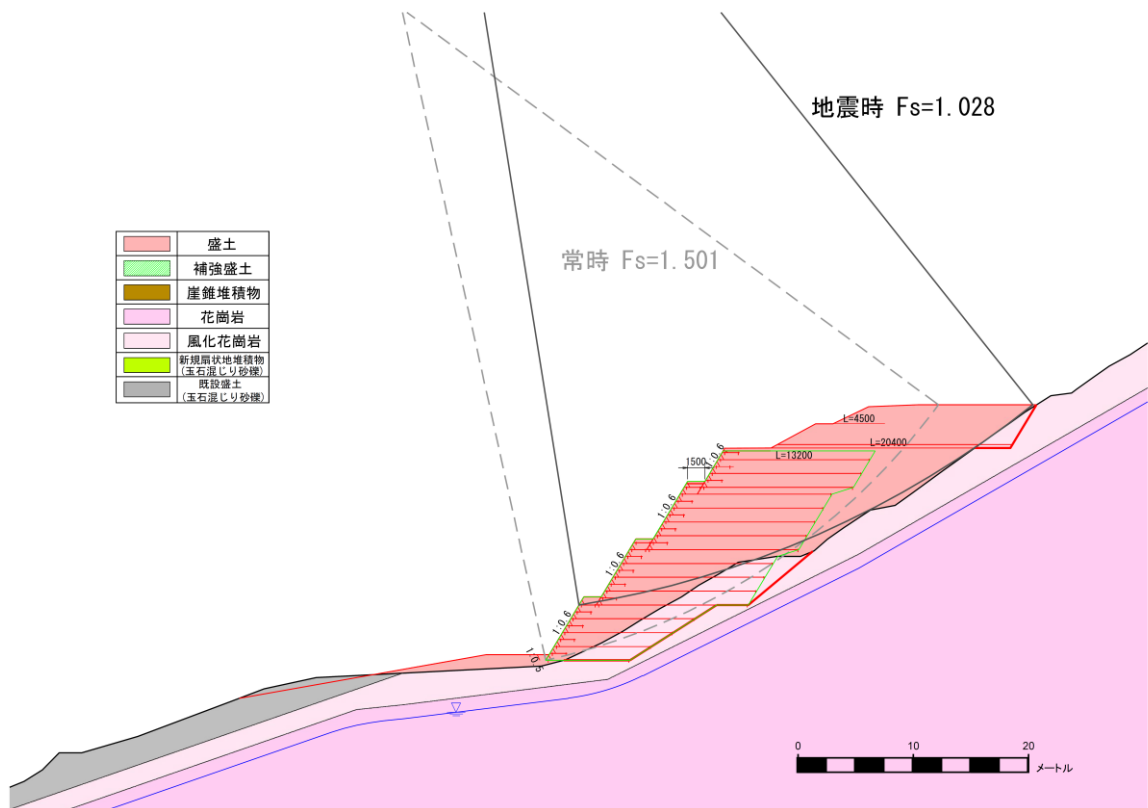 地震時 Fs=1.028
常時 Fs=1.501
盛土
補強盛土
崖錐堆積物
花崗岩
風化花崗岩
新規扇状地堆積物
(玉石混じり砂礫)
既設盛土
(玉石混じり砂礫)
L=4500
L=20400
L=13200
1500
1:0.6
1:0.6
1:0.6
1:0.6
1:0.5
0
10
20
メートル